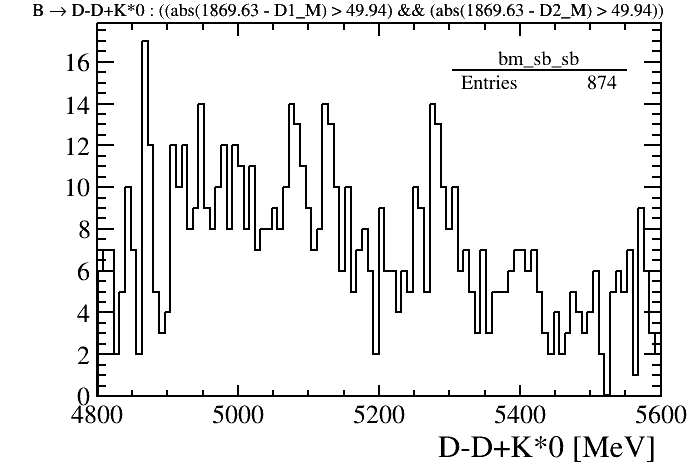 B → D-D+K*0 : ((abs(1869.63 - D1_M) > 49.94) && (abs(1869.63 - D2_M) > 49.94))
bm_sb_sb
Entries 874
16
14
12
10
8
6
4
2
0
4800 5000 5200 5400 5600
D-D+K*0 [MeV]